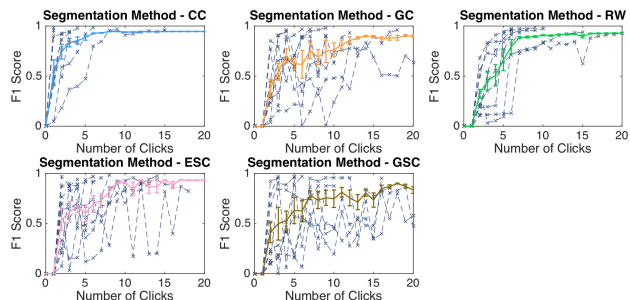 Segmentation Method - CC
1
0.5
0
F1 Score
0 5 10 15 20
Number of Clicks
Segmentation Method - GC
1
0.5
0
F1 Score
0 5 10 15 20
Number of Clicks
Segmentation Method - RW
1
0.5
0
F1 Score
0 5 10 15 20
Number of Clicks
Segmentation Method - ESC
1
0.5
0
F1 Score
0 5 10 15 20
Number of Clicks
Segmentation Method - GSC
1
0.5
0
F1 Score
0 5 10 15 20
Number of Clicks